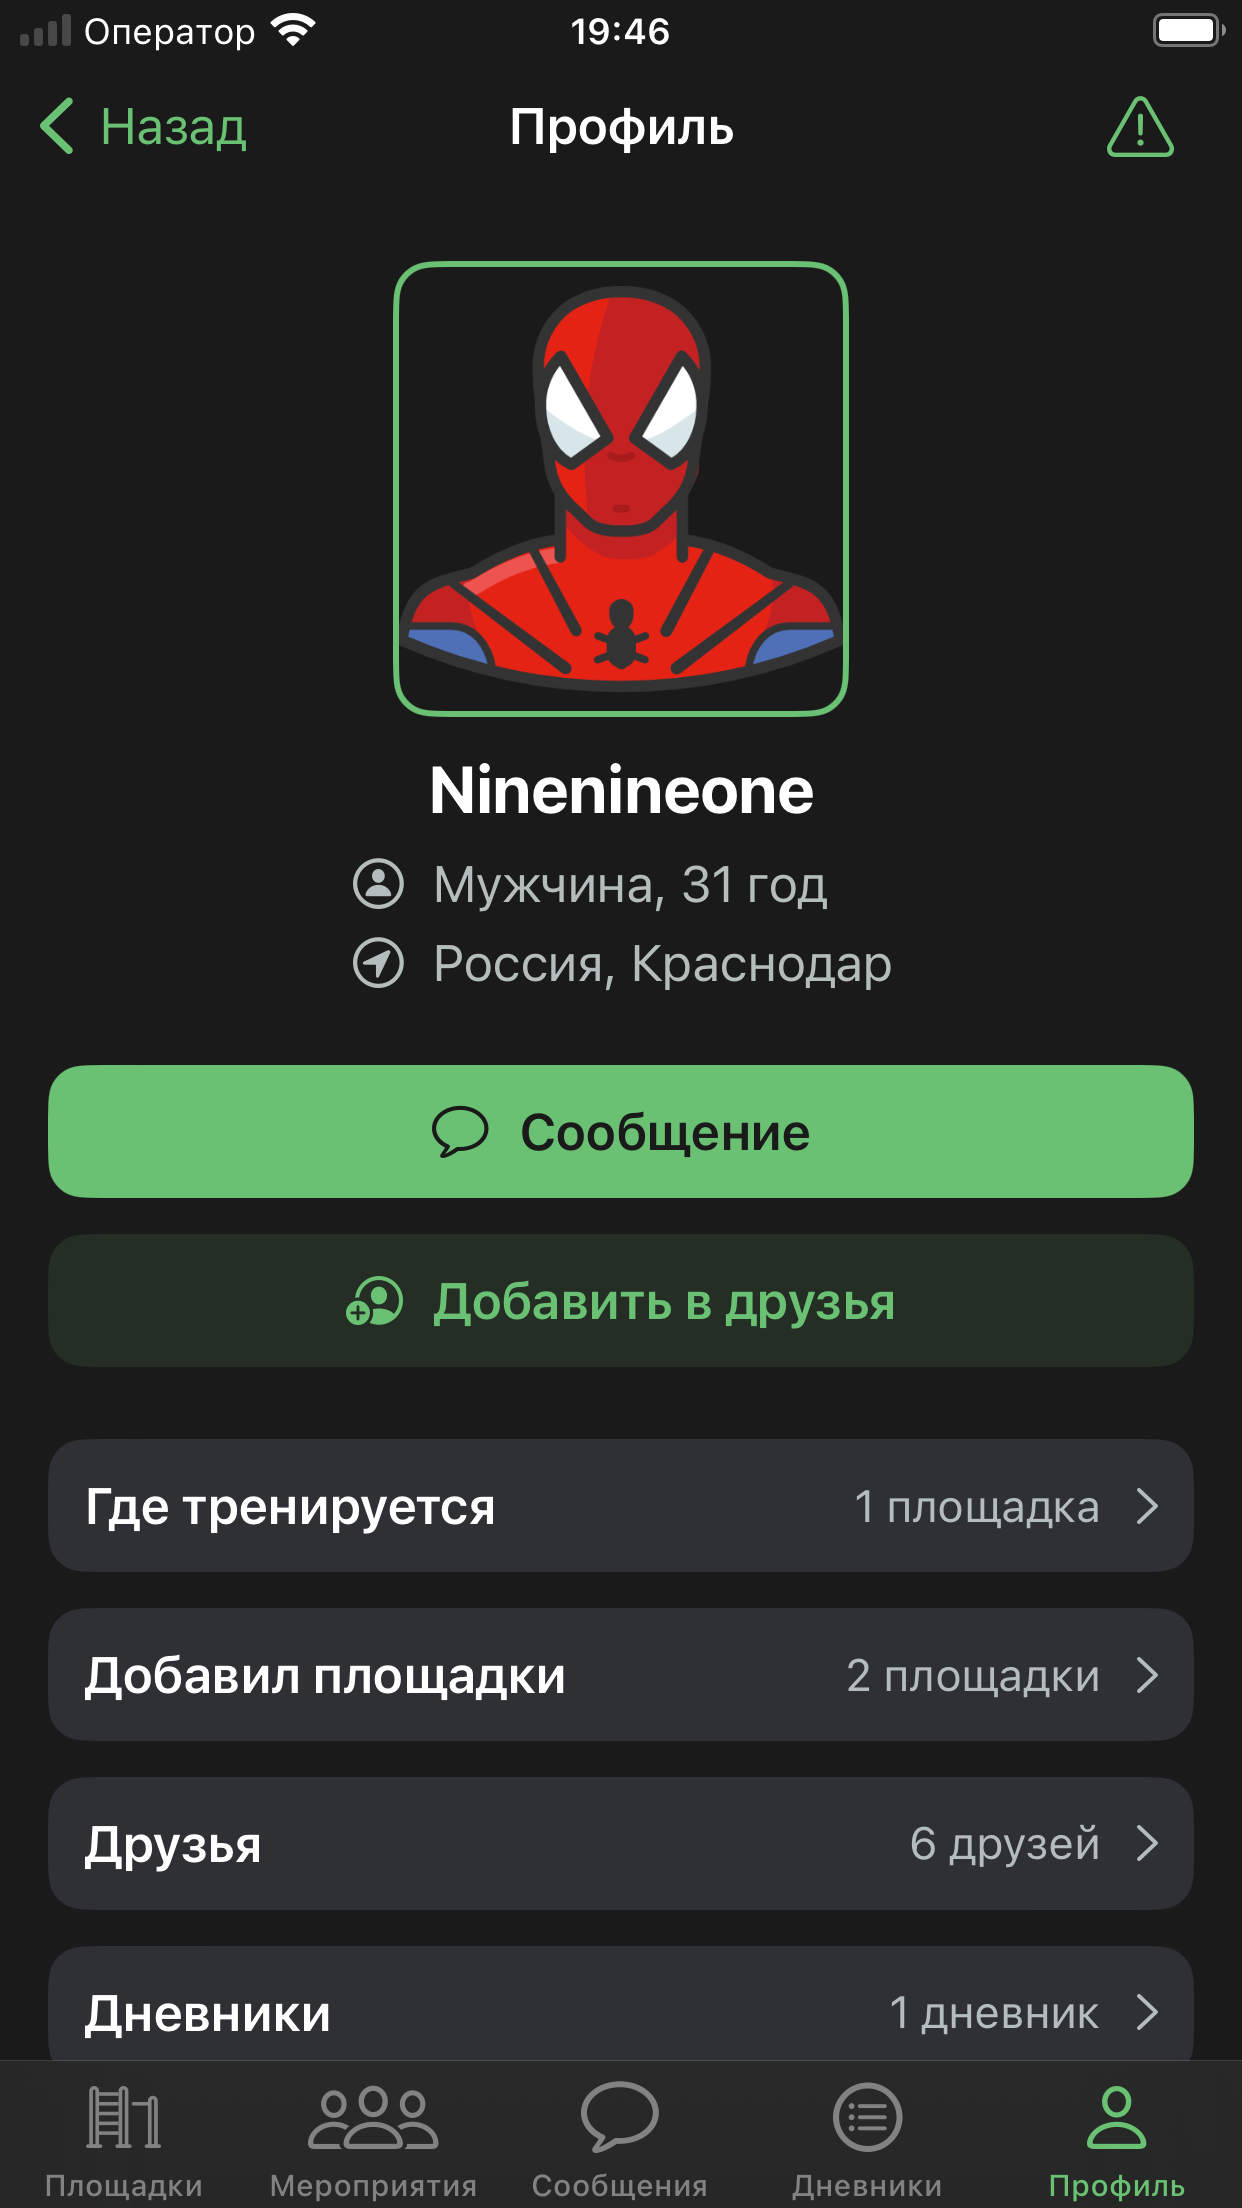 Оператор 19:46
Назад Профиль
Ninenineone
Мужчина, 31 год
Россия, Краснодар
Сообщение
Добавить в друзья
Где тренируется 1 площадка
Добавил площадки 2 площадки
Друзья 6 друзей
Дневники 1 дневник
Площадки Мероприятия Сообщения Дневники Профиль